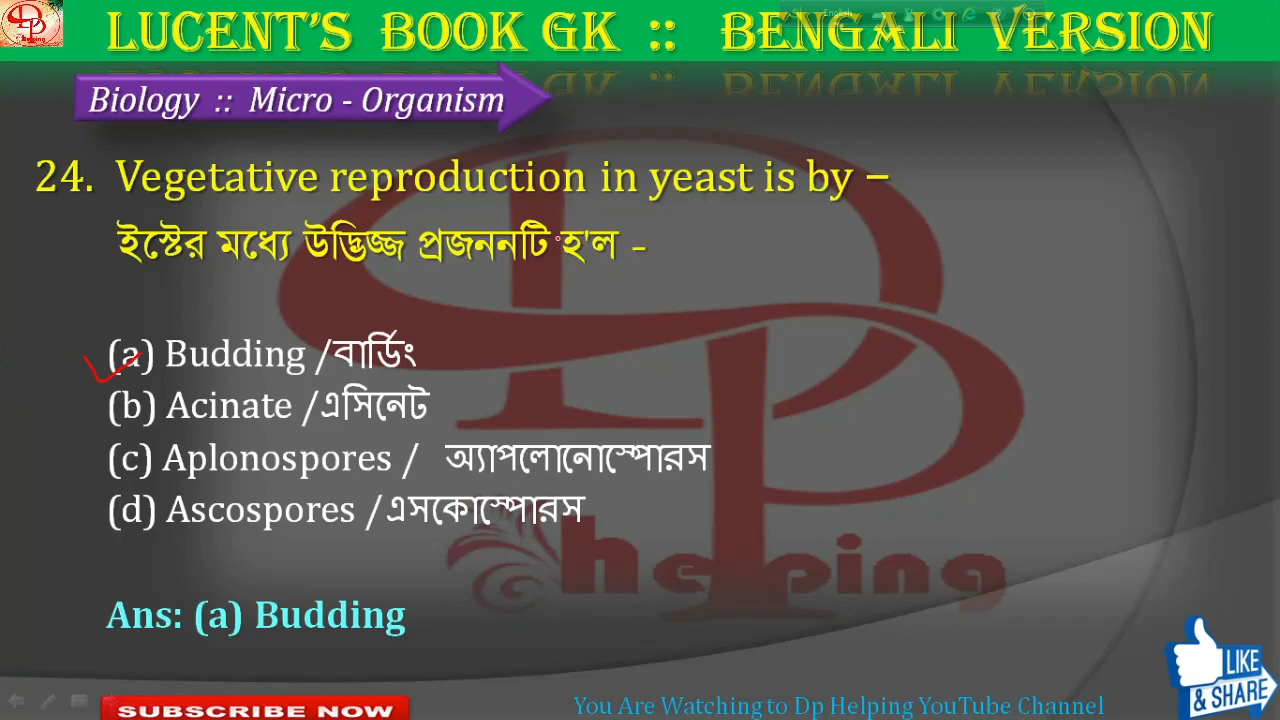 LUCENT'S BOOK GK :: BENGALI VERSION
Biology :: Micro - Organism
24. Vegetative reproduction in yeast is by –
ইস্টের মধ্যে উদ্ভিজ্জ প্রজননটি হ'ল -
(a) Budding /বার্ডিং
(b) Acinate /এসিনেট
(c) Aplonospores / অ্যাপলোনোস্পোরস
(d) Ascospores /এসকোস্পোরস
helping
Ans: (a) Budding
LIKE
& SHARE
SUBSCRIBE NOW
You Are Watching to Dp Helping YouTube Channel